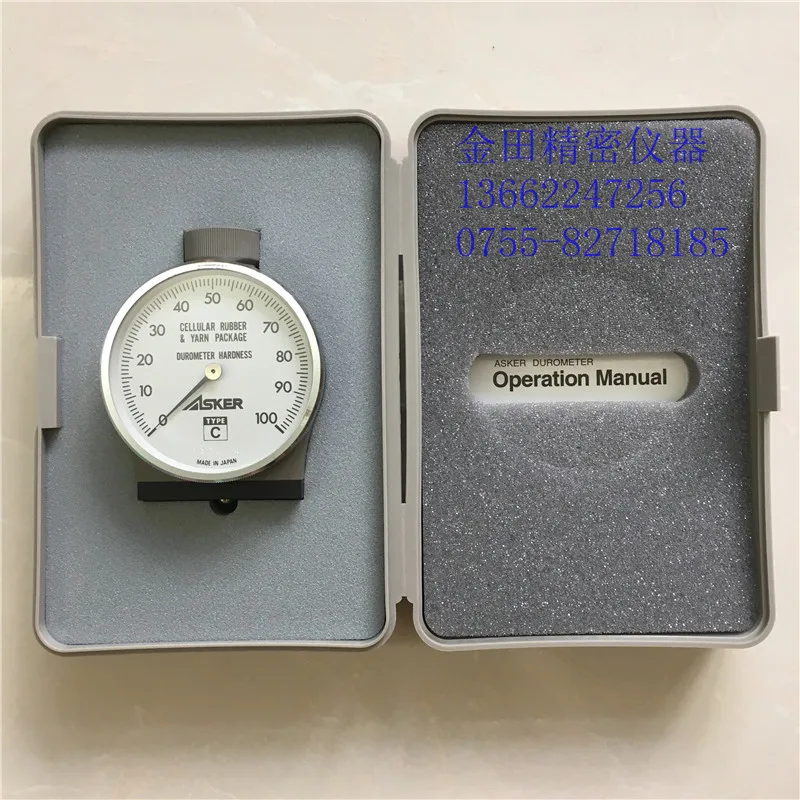 金田精密仪器
13662247256
0755-82718185
0 10 20 30 40 50 60 70 80 90 100
CELLULAR RUBBER
& YARN PACKAGE
DUROMETER HARDNESS
ASKER
TYPE
C
MADE IN JAPAN
ASKER DUROMETER
Operation Manual